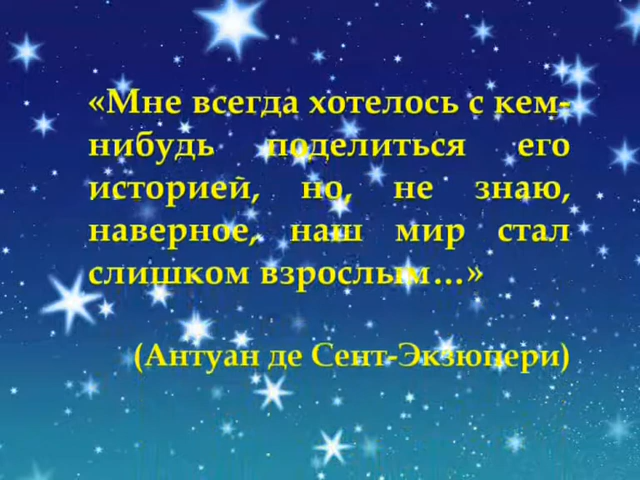 «Мне всегда хотелось с кем-
нибудь поделиться его
историей, но, не знаю,
наверное, наш мир стал
слишком взрослым…»
(Антуан де Сент-Экзюпери)